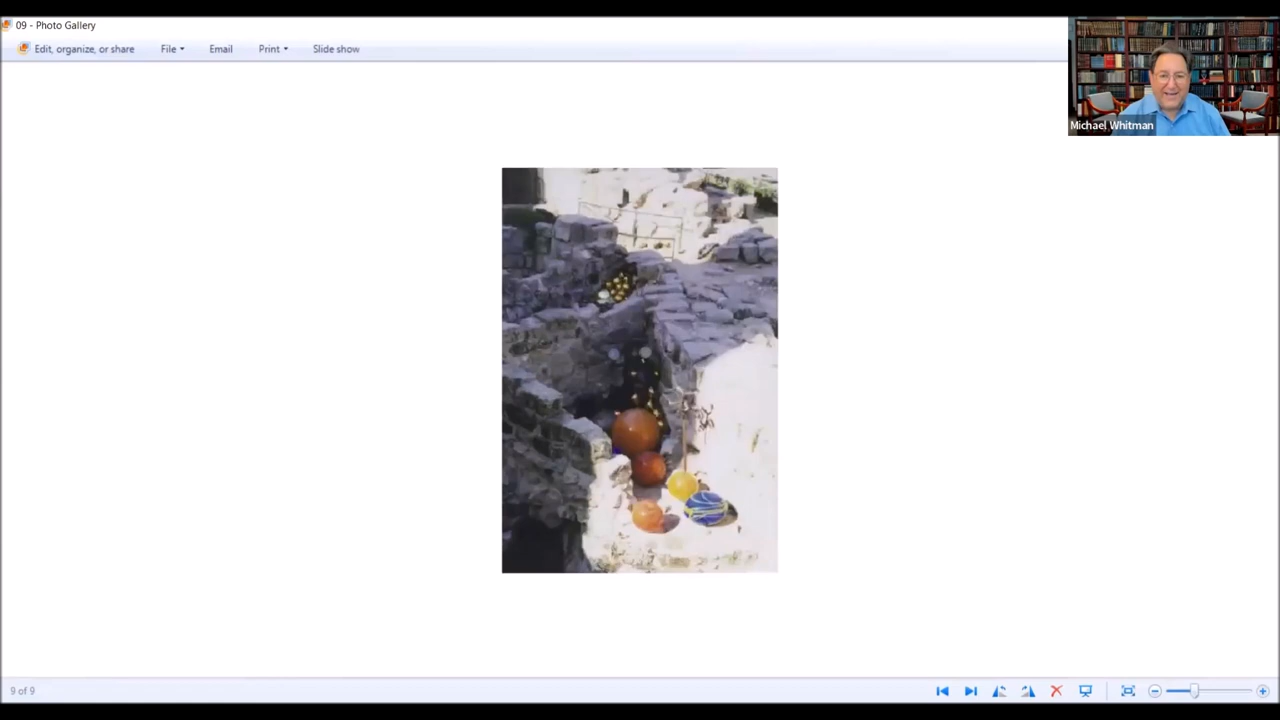 09 - Photo Gallery
Edit, organize, or share File Email Print Slide show
Michael Whitman
9 of 9